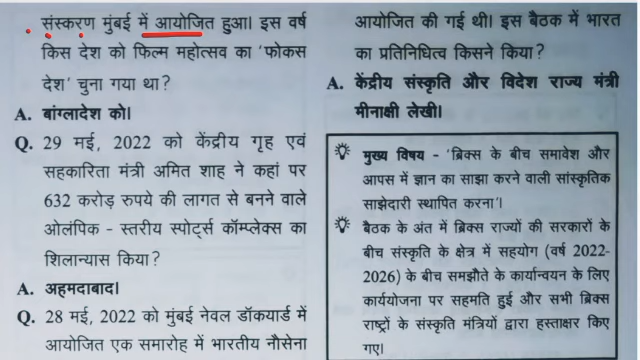 संस्करण मुंबई में आयोजित हुआ। इस वर्ष
किस देश को फिल्म महोत्सव का 'फोकस
देश' चुना गया था?
A. बांग्लादेश को।
Q. 29 मई, 2022 को केंद्रीय गृह एवं
सहकारिता मंत्री अमित शाह ने कहां पर
632 करोड़ रुपये की लागत से बनने वाले
ओलंपिक - स्तरीय स्पोर्ट्स कॉम्प्लेक्स का
शिलान्यास किया?
A. अहमदाबाद।
Q. 28 मई, 2022 को मुंबई नेवल डॉकयार्ड में
आयोजित एक समारोह में भारतीय नौसेना
आयोजित की गई थी। इस बैठक में भारत
का प्रतिनिधित्व किसने किया?
A. केंद्रीय संस्कृति और विदेश राज्य मंत्री
मीनाक्षी लेखी।
मुख्य विषय - 'ब्रिक्स के बीच समावेश और
आपस में ज्ञान का साझा करने वाली सांस्कृतिक
साझेदारी स्थापित करना'।
बैठक के अंत में ब्रिक्स राज्यों की सरकारों के
बीच संस्कृति के क्षेत्र में सहयोग (वर्ष 2022-
2026) के बीच समझौते के कार्यान्वयन के लिए
कार्ययोजना पर सहमति हुई और सभी ब्रिक्स
राष्ट्रों के संस्कृति मंत्रियों द्वारा हस्ताक्षर किए
गए।